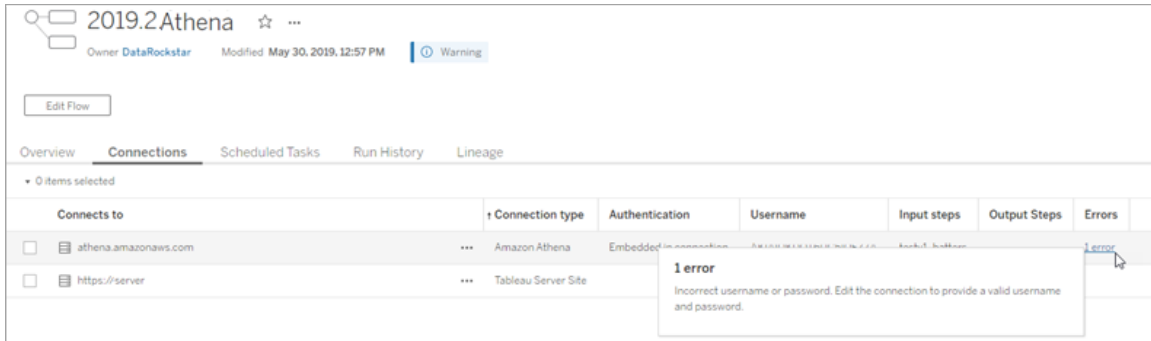 2019.2 Athena
Owner DataRockstar Modified May 30, 2019, 12:57 PM Warning
Edit Flow
Overview Connections Scheduled Tasks Run History Lineage
0 items selected
Connects to ↑ Connection type Authentication Username Input steps Output Steps Errors
athena.amazonaws.com ... Amazon Athena Embedded in connection 1 error
https://server ... Tableau Server Site
1 error
Incorrect username or password. Edit the connection to provide a valid username
and password.